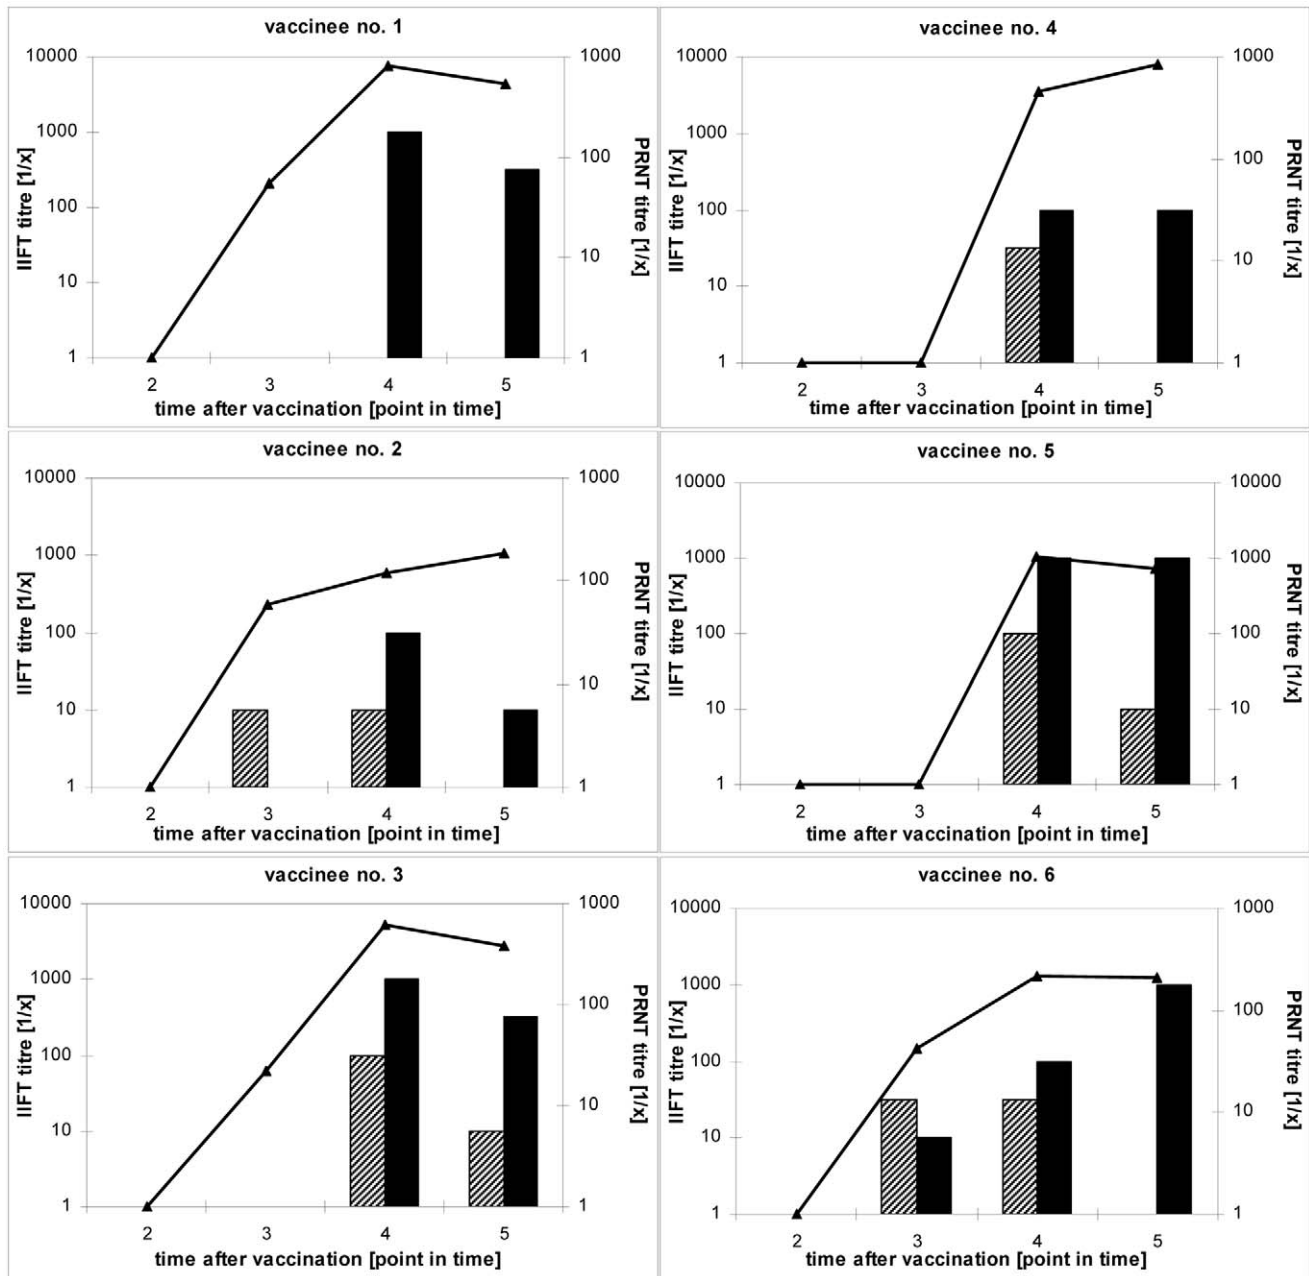 vaccinee no. 1
10000
1000
100
10
1
IIFT titre [1/x]
1000
100
10
1
PRNT titre [1/x]
2 3 4 5
time after vaccination [point in time]
vaccinee no. 4
10000
1000
100
10
1
IIFT titre [1/x]
1000
100
10
1
PRNT titre [1/x]
2 3 4 5
time after vaccination [point in time]
vaccinee no. 2
10000
1000
100
10
1
IIFT titre [1/x]
1000
100
10
1
PRNT titre [1/x]
2 3 4 5
time after vaccination [point in time]
vaccinee no. 5
10000
1000
100
10
1
IIFT titre [1/x]
10000
1000
100
10
1
PRNT titre [1/x]
2 3 4 5
time after vaccination [point in time]
vaccinee no. 3
10000
1000
100
10
1
IIFT titre [1/x]
1000
100
10
1
PRNT titre [1/x]
2 3 4 5
time after vaccination [point in time]
vaccinee no. 6
10000
1000
100
10
1
IIFT titre [1/x]
1000
100
10
1
PRNT titre [1/x]
2 3 4 5
time after vaccination [point in time]